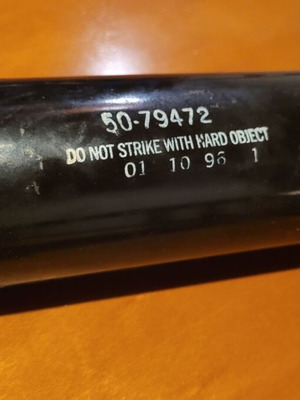 50-79472
DO NOT STRIKE WITH HARD OBJECT
01 10 96 1